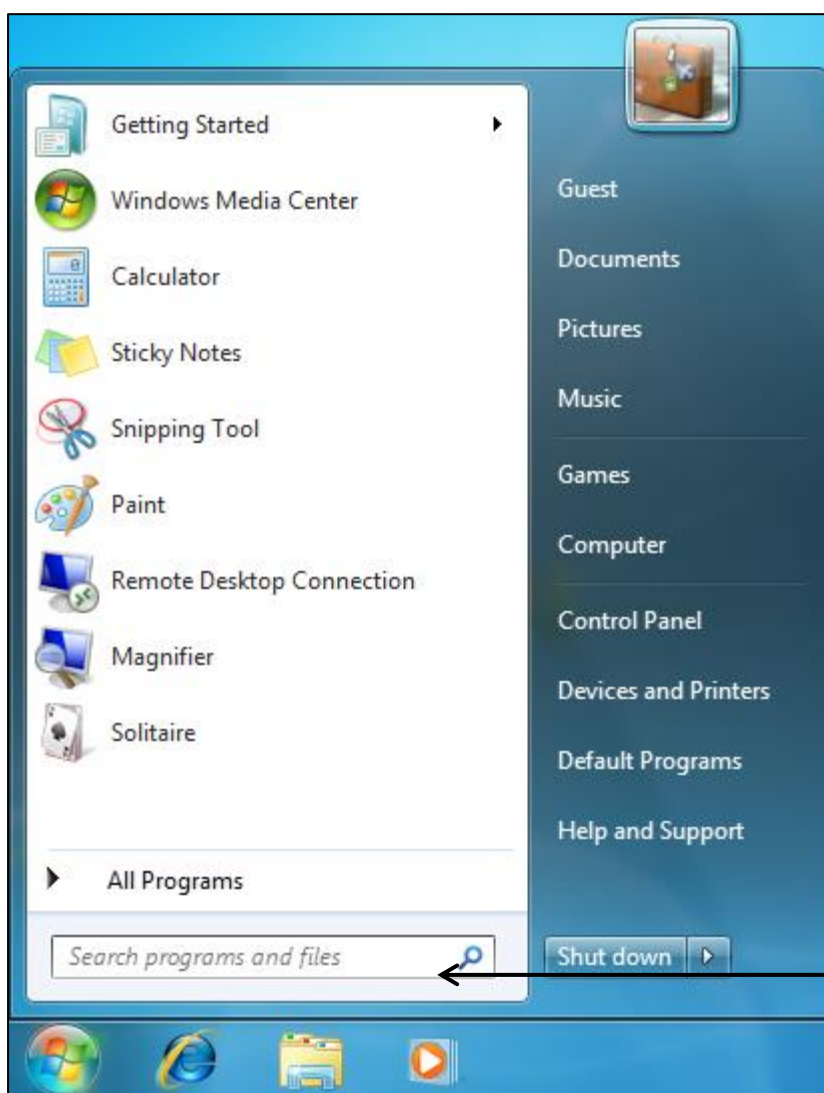 Getting Started
Windows Media Center
Calculator
Sticky Notes
Snipping Tool
Paint
Remote Desktop Connection
Magnifier
Solitaire
All Programs
Search programs and files
Guest
Documents
Pictures
Music
Games
Computer
Control Panel
Devices and Printers
Default Programs
Help and Support
Shut down